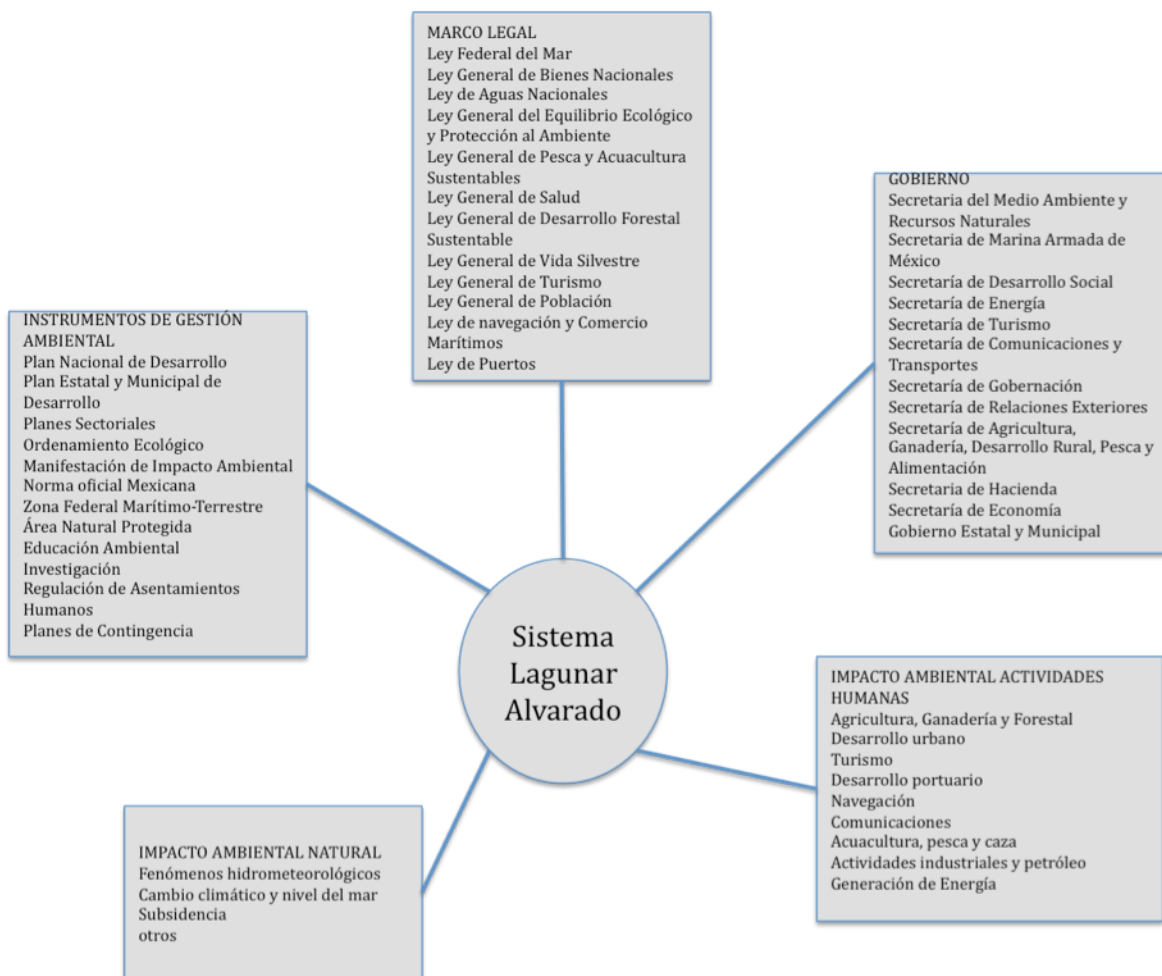 MARCO LEGAL
Ley Federal del Mar
Ley General de Bienes Nacionales
Ley de Aguas Nacionales
Ley General del Equilibrio Ecológico
y Protección al Ambiente
Ley General de Pesca y Acuacultura
Sustentables
Ley General de Salud
Ley General de Desarrollo Forestal
Sustentable
Ley General de Vida Silvestre
Ley General de Turismo
Ley General de Población
Ley de navegación y Comercio
Marítimos
Ley de Puertos
GOBIERNO
Secretaria del Medio Ambiente y
Recursos Naturales
Secretaria de Marina Armada de
México
Secretaría de Desarrollo Social
Secretaría de Energía
Secretaría de Turismo
Secretaría de Comunicaciones y
Transportes
Secretaría de Gobernación
Secretaría de Relaciones Exteriores
Secretaría de Agricultura,
Ganadería, Desarrollo Rural, Pesca y
Alimentación
Secretaria de Hacienda
Secretaría de Economía
Gobierno Estatal y Municipal
INSTRUMENTOS DE GESTIÓN
AMBIENTAL
Plan Nacional de Desarrollo
Plan Estatal y Municipal de
Desarrollo
Planes Sectoriales
Ordenamiento Ecológico
Manifestación de Impacto Ambiental
Norma oficial Mexicana
Zona Federal Marítimo-Terrestre
Área Natural Protegida
Educación Ambiental
Investigación
Regulación de Asentamientos
Humanos
Planes de Contingencia
Sistema
Lagunar
Alvarado
IMPACTO AMBIENTAL ACTIVIDADES
HUMANAS
Agricultura, Ganadería y Forestal
Desarrollo urbano
Turismo
Desarrollo portuario
Navegación
Comunicaciones
Acuacultura, pesca y caza
Actividades industriales y petróleo
Generación de Energía
IMPACTO AMBIENTAL NATURAL
Fenómenos hidrometeorológicos
Cambio climático y nivel del mar
Subsidencia
otros